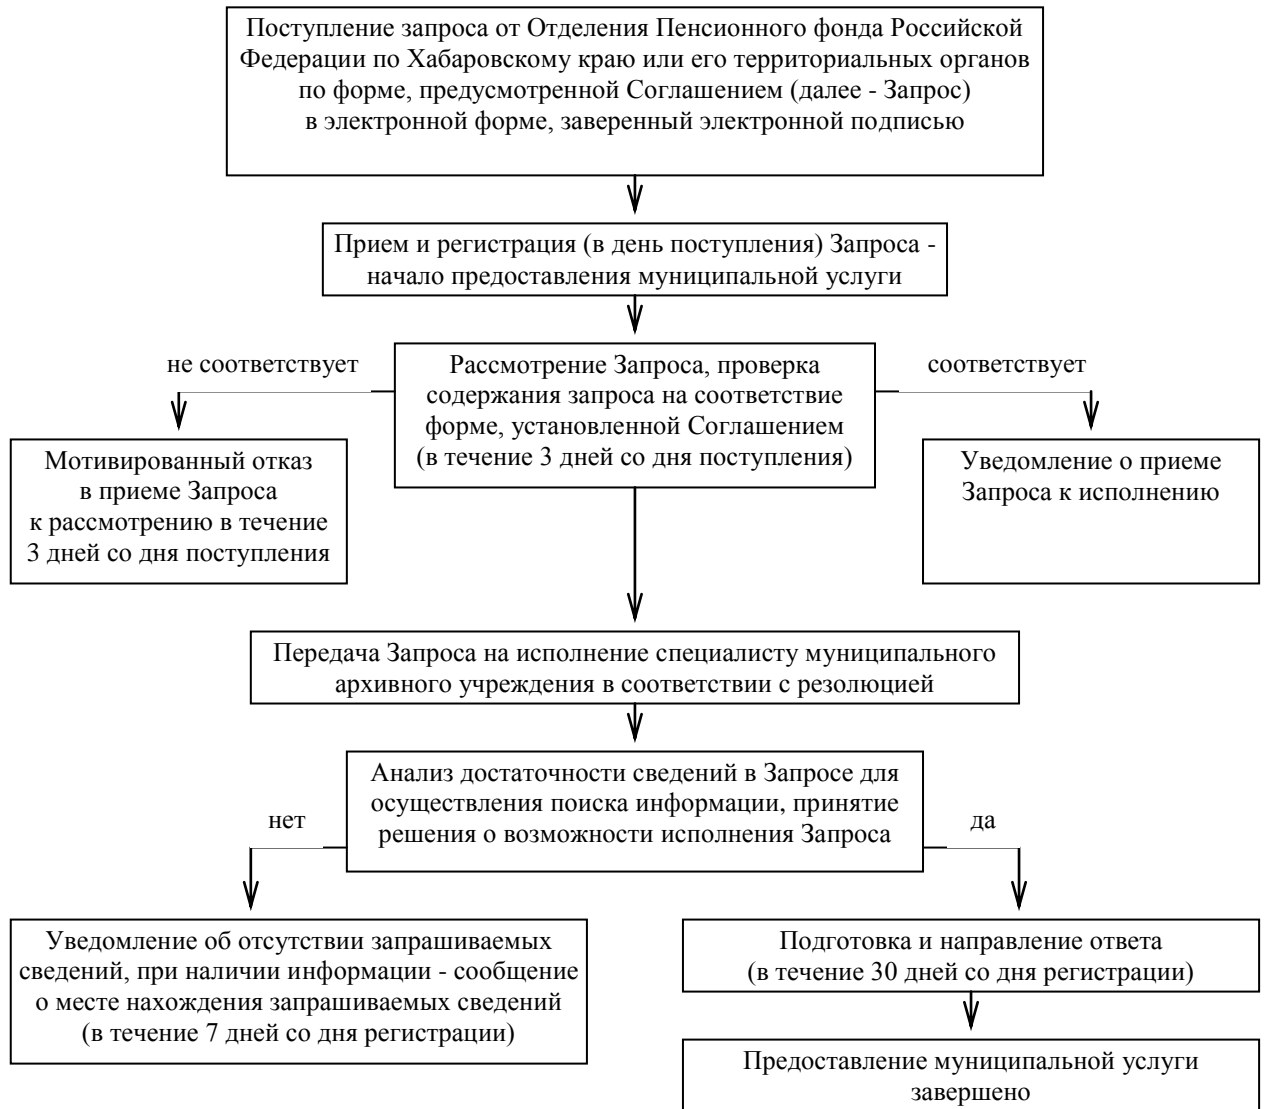 Поступление запроса от Отделения Пенсионного фонда Российской
Федерации по Хабаровскому краю или его территориальных органов
по форме, предусмотренной Соглашением (далее - Запрос)
в электронной форме, заверенный электронной подписью
Прием и регистрация (в день поступления) Запроса -
начало предоставления муниципальной услуги
не соответствует
Рассмотрение Запроса, проверка
содержания запроса на соответствие
форме, установленной Соглашением
(в течение 3 дней со дня поступления)
соответствует
Мотивированный отказ
в приеме Запроса
к рассмотрению в течение
3 дней со дня поступления
Уведомление о приеме
Запроса к исполнению
Передача Запроса на исполнение специалисту муниципального
архивного учреждения в соответствии с резолюцией
Анализ достаточности сведений в Запросе для
осуществления поиска информации, принятие
решения о возможности исполнения Запроса
нет
да
Уведомление об отсутствии запрашиваемых
сведений, при наличии информации - сообщение
о месте нахождения запрашиваемых сведений
(в течение 7 дней со дня регистрации)
Подготовка и направление ответа
(в течение 30 дней со дня регистрации)
Предоставление муниципальной услуги
завершено